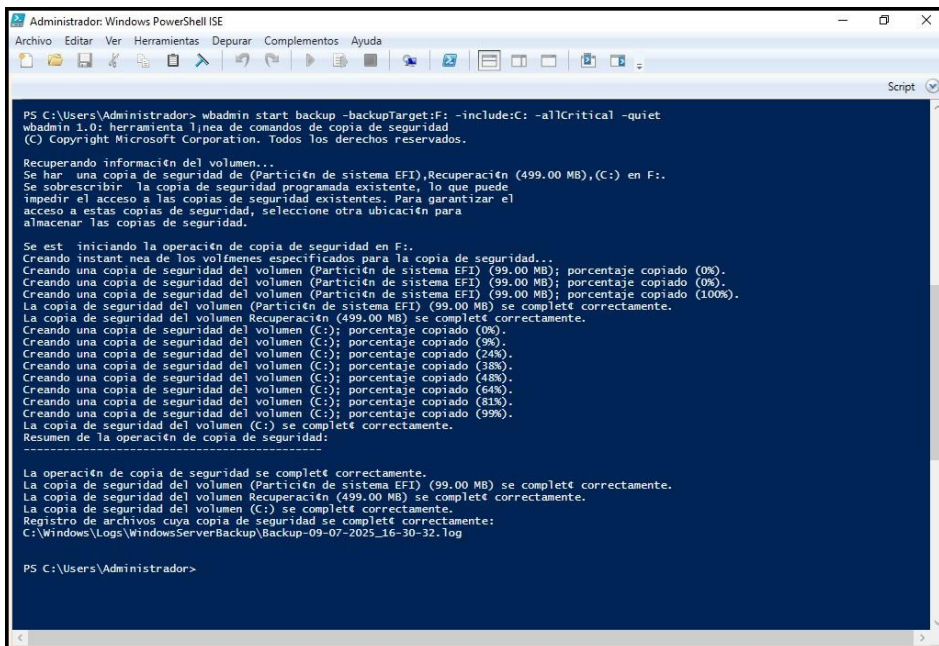 Administrador: Windows PowerShell ISE
Archivo Editar Ver Herramientas Depurar Complementos Ayuda
Script
PS C:\Users\Administrador> wbadmin start backup -backupTarget:F: -include:C: -allCritical -quiet
wbadmin 1.0: herramienta l¡nea de comandos de copia de seguridad
(C) Copyright Microsoft Corporation. Todos los derechos reservados.
Recuperando informaci¢n del volumen...
Se har  una copia de seguridad de (Partici¢n de sistema EFI),Recuperaci¢n (499.00 MB),(C:) en F:.
Se sobrescribir  la copia de seguridad programada existente, lo que puede
impedir el acceso a las copias de seguridad existentes. Para garantizar el
acceso a estas copias de seguridad, seleccione otra ubicaci¢n para
almacenar las copias de seguridad.
Se est  iniciando la operaci¢n de copia de seguridad en F:.
Creando instant nea de los vol£menes especificados para la copia de seguridad...
Creando una copia de seguridad del volumen (Partici¢n de sistema EFI) (99.00 MB); porcentaje copiado (0%).
Creando una copia de seguridad del volumen (Partici¢n de sistema EFI) (99.00 MB); porcentaje copiado (0%).
Creando una copia de seguridad del volumen (Partici¢n de sistema EFI) (99.00 MB); porcentaje copiado (100%).
La copia de seguridad del volumen (Partici¢n de sistema EFI) (99.00 MB) se complet¢ correctamente.
La copia de seguridad del volumen Recuperaci¢n (499.00 MB) se complet¢ correctamente.
Creando una copia de seguridad del volumen (C:); porcentaje copiado (0%).
Creando una copia de seguridad del volumen (C:); porcentaje copiado (9%).
Creando una copia de seguridad del volumen (C:); porcentaje copiado (24%).
Creando una copia de seguridad del volumen (C:); porcentaje copiado (38%).
Creando una copia de seguridad del volumen (C:); porcentaje copiado (48%).
Creando una copia de seguridad del volumen (C:); porcentaje copiado (64%).
Creando una copia de seguridad del volumen (C:); porcentaje copiado (81%).
Creando una copia de seguridad del volumen (C:); porcentaje copiado (99%).
La copia de seguridad del volumen (C:) se complet¢ correctamente.
Resumen de la operaci¢n de copia de seguridad:
--------------------------------------------
La operaci¢n de copia de seguridad se complet¢ correctamente.
La copia de seguridad del volumen (Partici¢n de sistema EFI) (99.00 MB) se complet¢ correctamente.
La copia de seguridad del volumen Recuperaci¢n (499.00 MB) se complet¢ correctamente.
La copia de seguridad del volumen (C:) se complet¢ correctamente.
Registro de archivos cuya copia de seguridad se complet¢ correctamente:
C:\Windows\Logs\WindowsServerBackup\Backup-09-07-2025_16-30-32.log
PS C:\Users\Administrador>